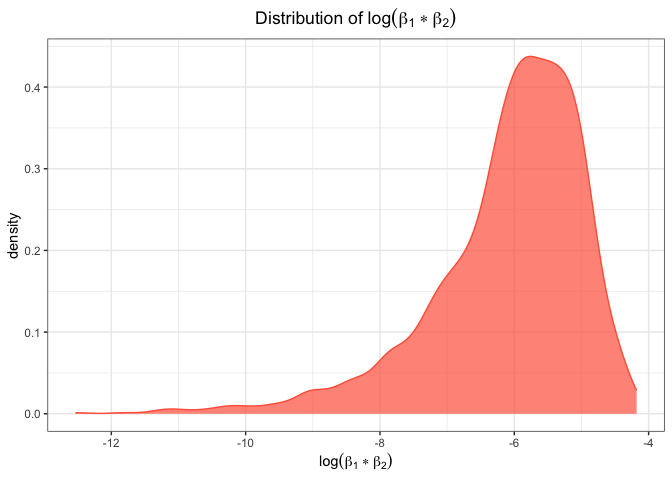 Distribution of log(β₁ ∗ β₂)
density
0.4
0.3
0.2
0.1
0.0
-12 -10 -8 -6 -4
log(β₁ ∗ β₂)